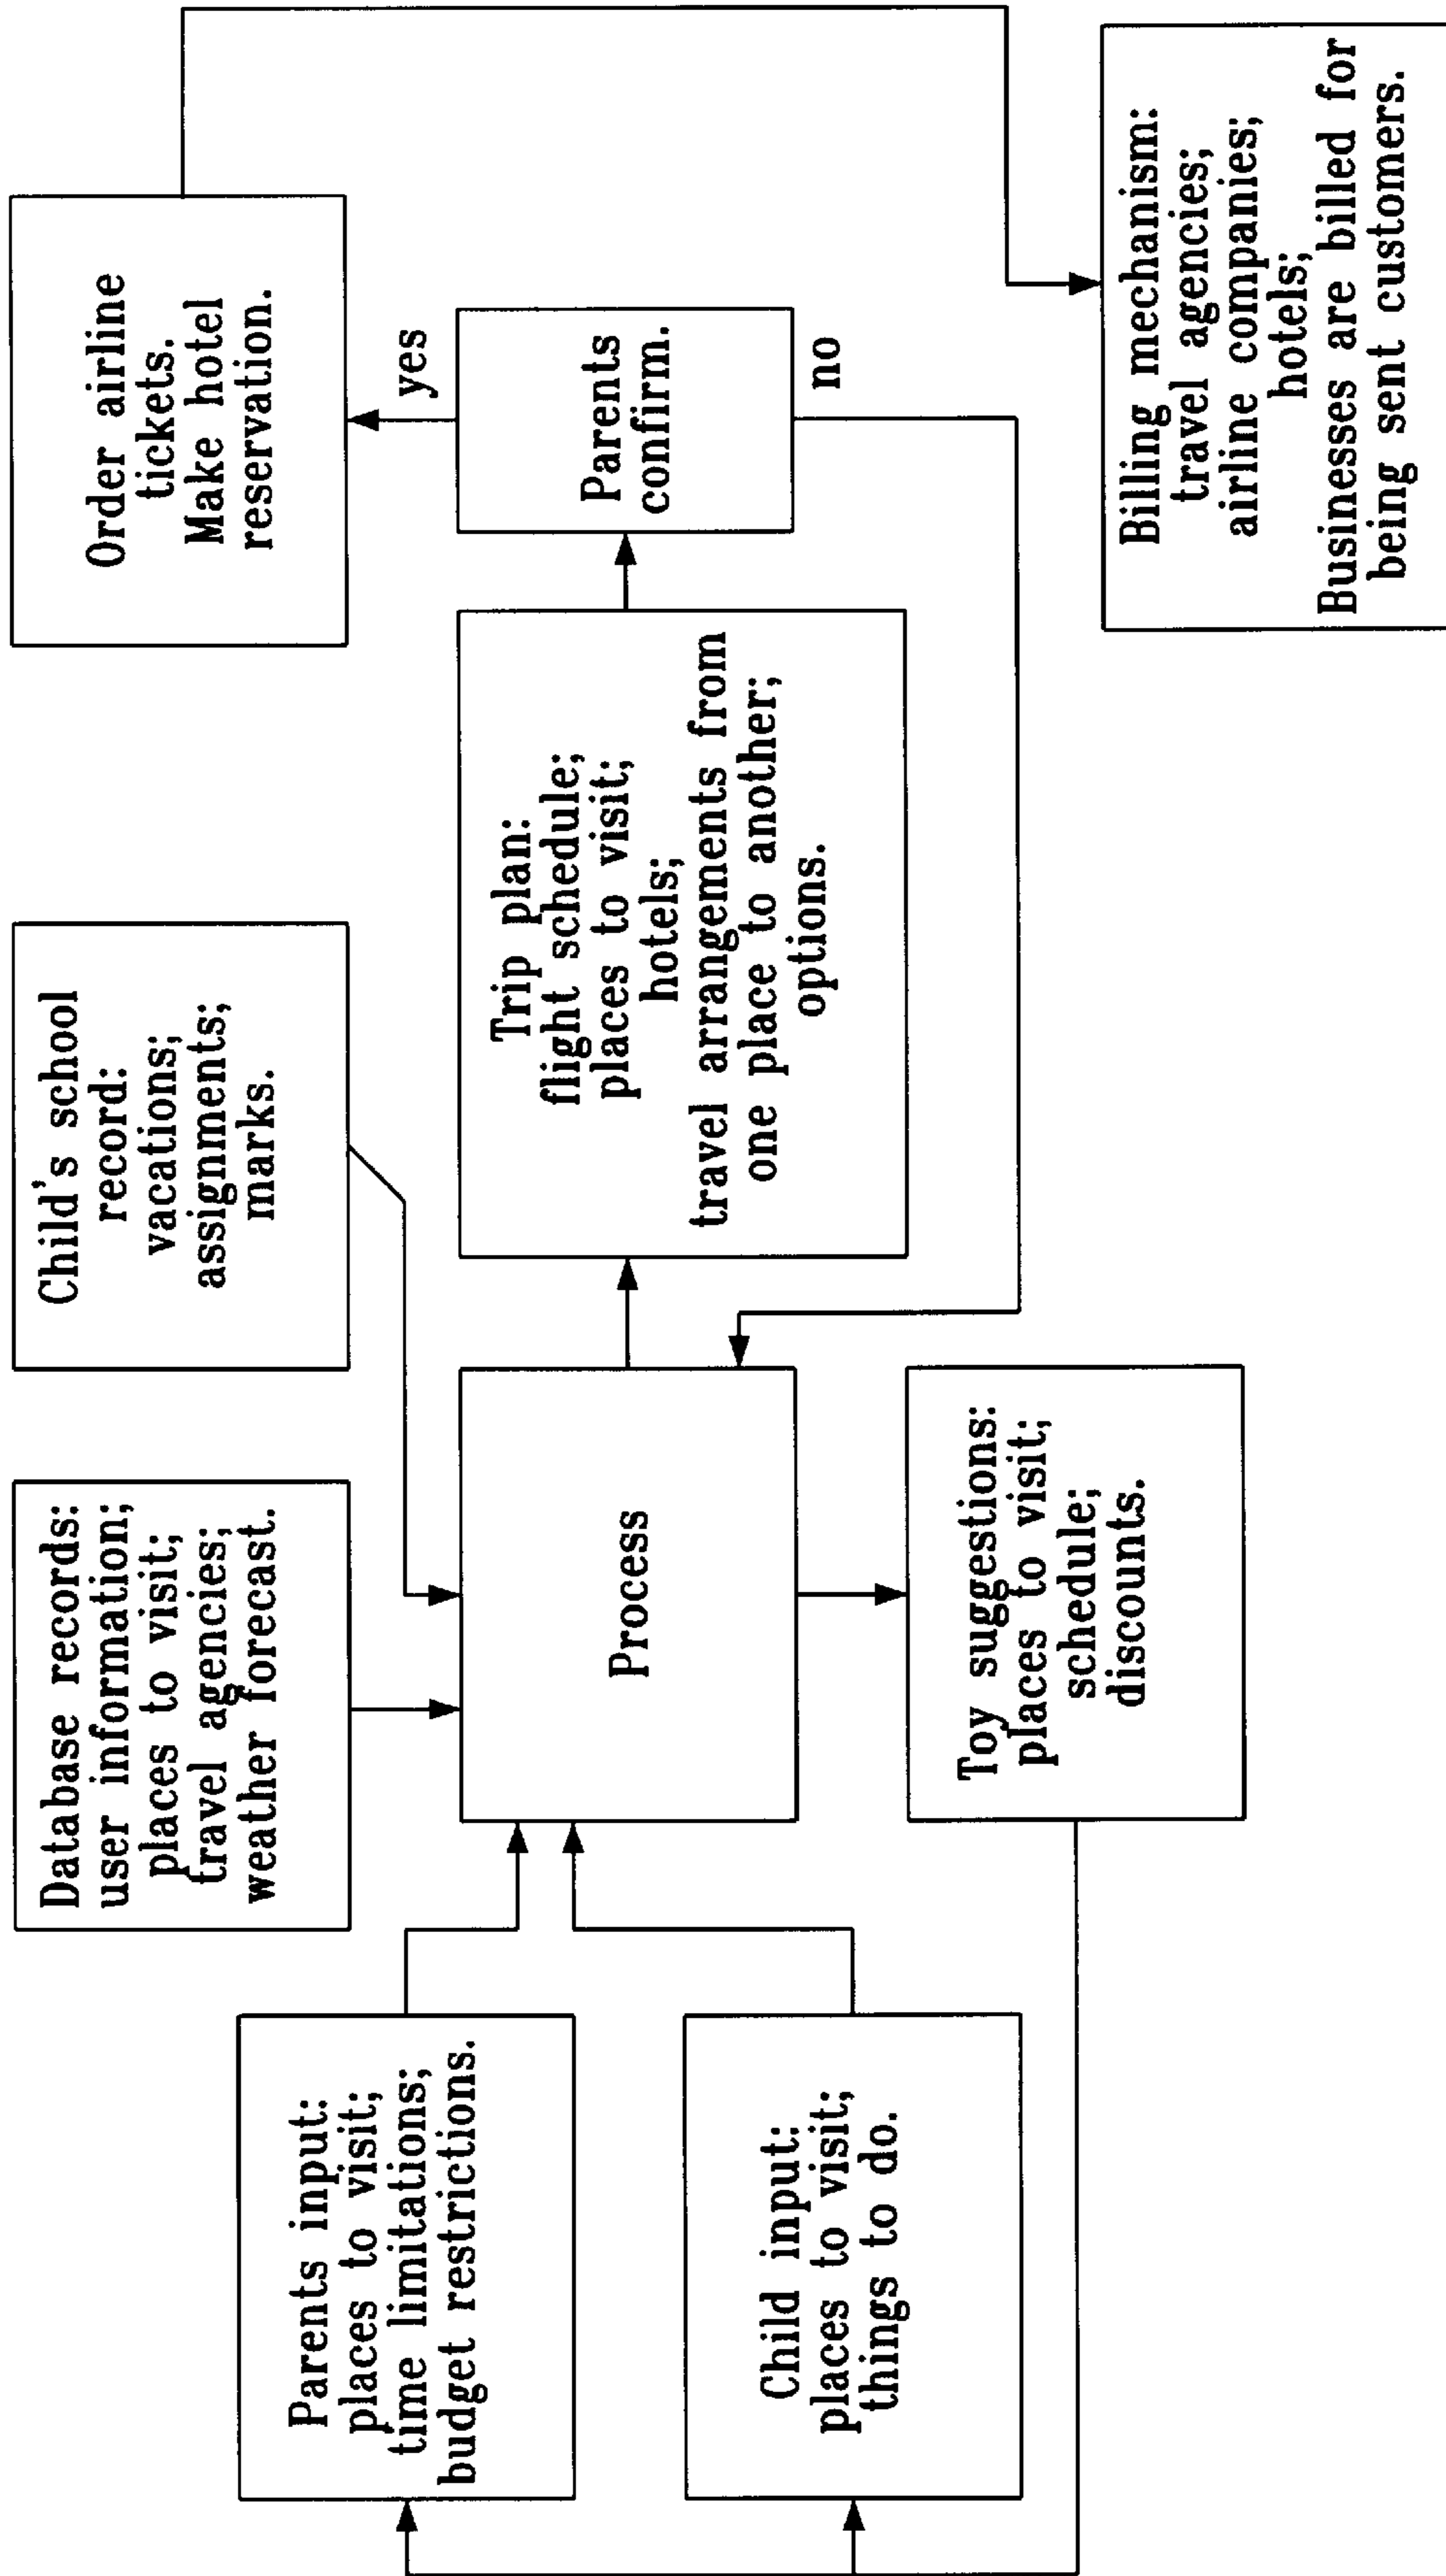 Database records:
user information;
places to visit;
travel agencies;
weather forecast.
Child's school
record:
vacations;
assignments;
marks.
Order airline
tickets.
Make hotel
reservation.
Parents input:
places to visit;
time limitations;
budget restrictions.
Process
Trip plan:
flight schedule;
places to visit;
hotels;
travel arrangements from
one place to another;
options.
yes
Parents
confirm.
no
Child input:
places to visit;
things to do.
Toy suggestions:
places to visit;
schedule;
discounts.
Billing mechanism:
travel agencies;
airline companies;
hotels;
Businesses are billed for
being sent customers.